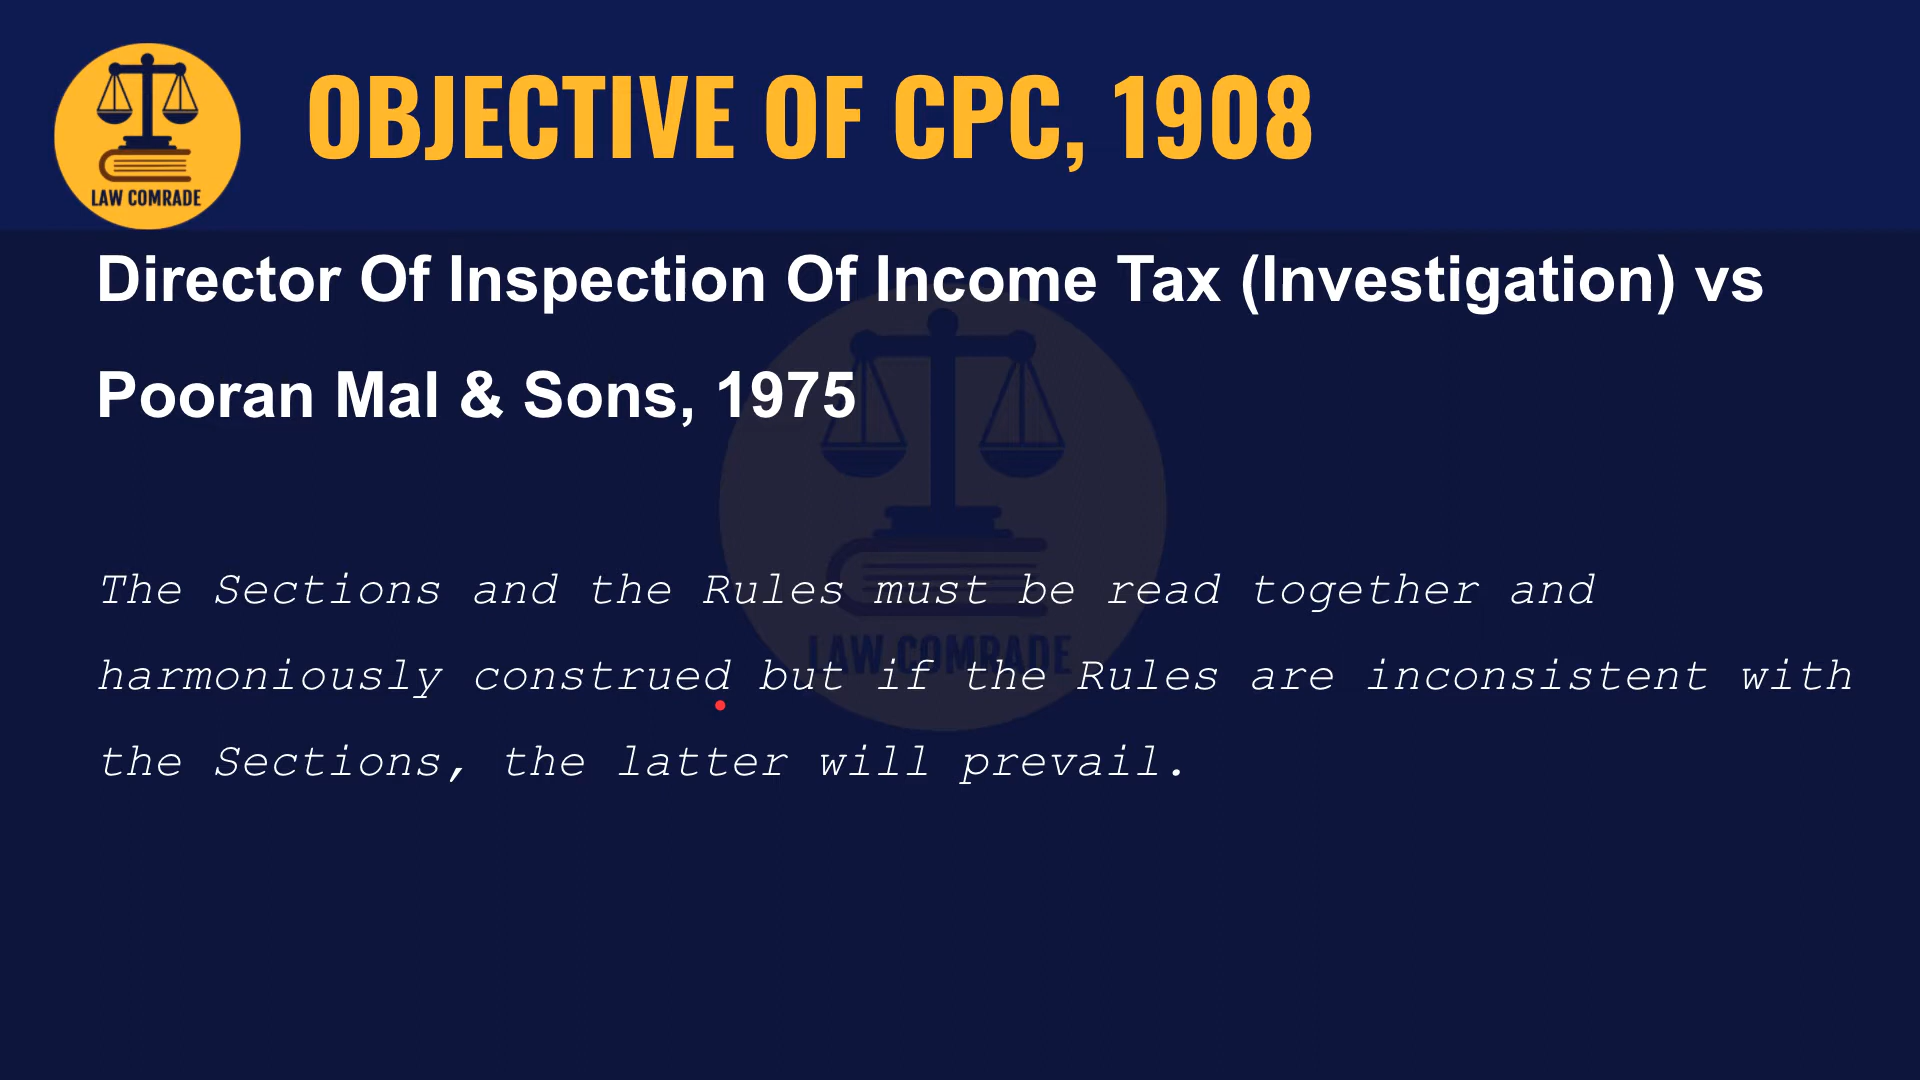 OBJECTIVE OF CPC, 1908
LAW COMRADE
Director Of Inspection Of Income Tax (Investigation) vs
Pooran Mal & Sons, 1975
The Sections and the Rules must be read together and
harmoniously construed but if the Rules are inconsistent with
LAW COMRADE
the Sections, the latter will prevail.